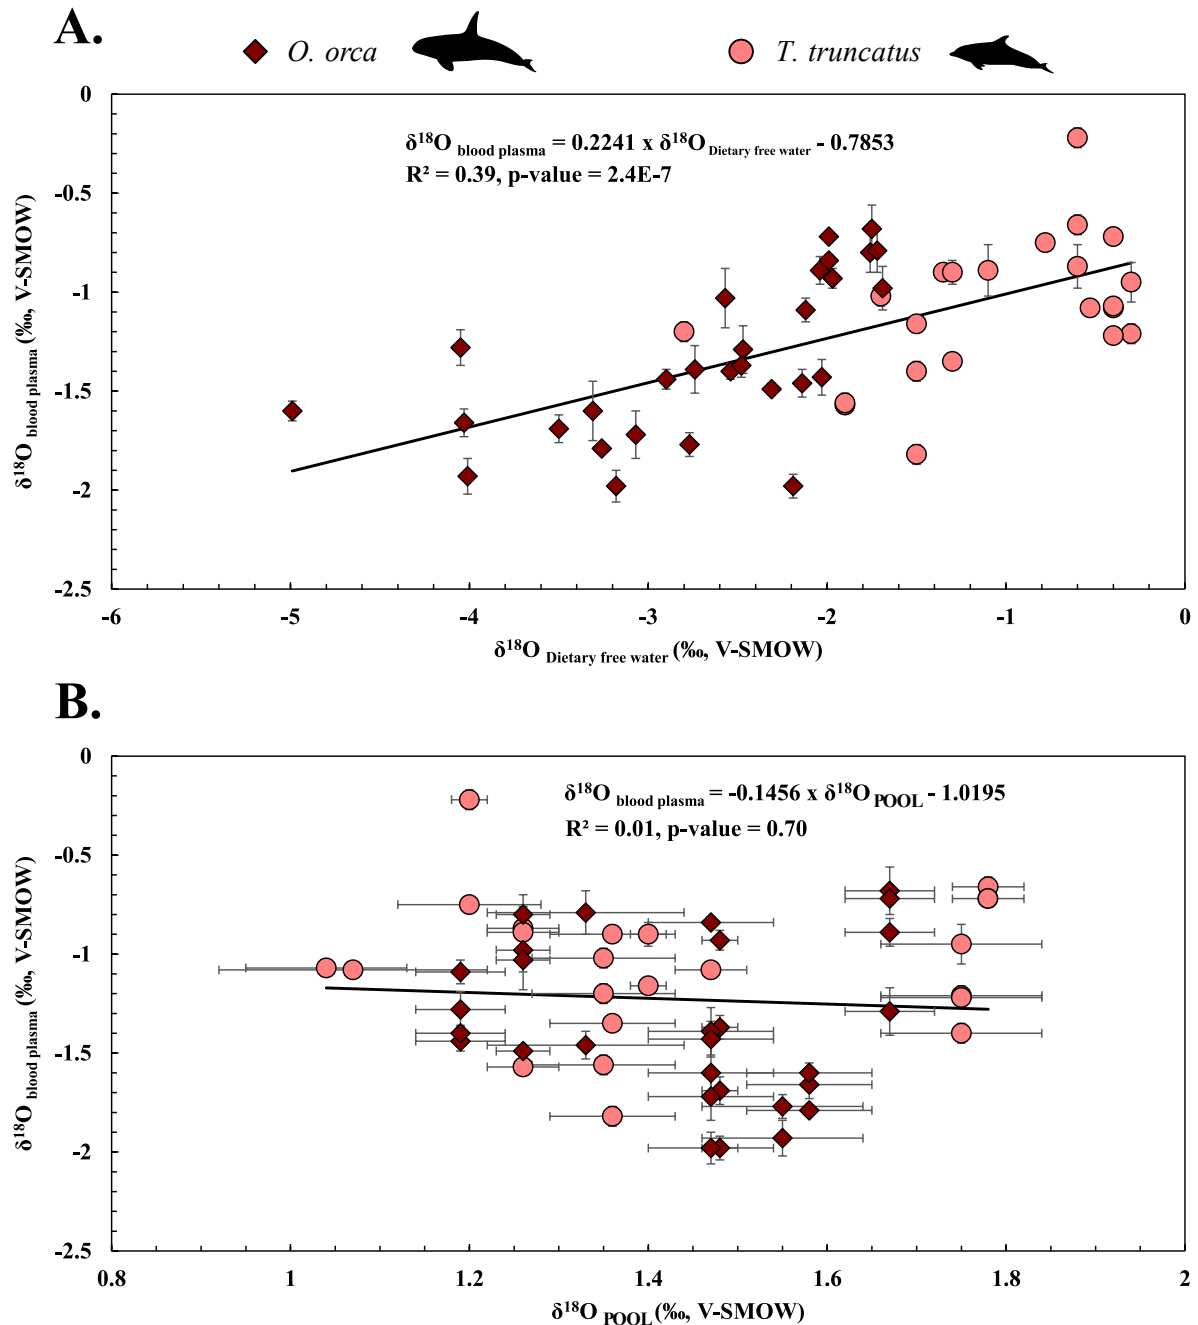 A.
O. orca
T. truncatus
δ¹⁸O blood plasma = 0.2241 x δ¹⁸O Dietary free water - 0.7853
R² = 0.39, p-value = 2.4E-7
0
-0.5
-1
-1.5
-2
-2.5
δ¹⁸O blood plasma (‰, V-SMOW)
-6 -5 -4 -3 -2 -1 0
δ¹⁸O Dietary free water (‰, V-SMOW)
B.
δ¹⁸O blood plasma = -0.1456 x δ¹⁸O POOL - 1.0195
R² = 0.01, p-value = 0.70
0
-0.5
-1
-1.5
-2
-2.5
δ¹⁸O blood plasma (‰, V-SMOW)
0.8 1 1.2 1.4 1.6 1.8 2
δ¹⁸O POOL (‰, V-SMOW)